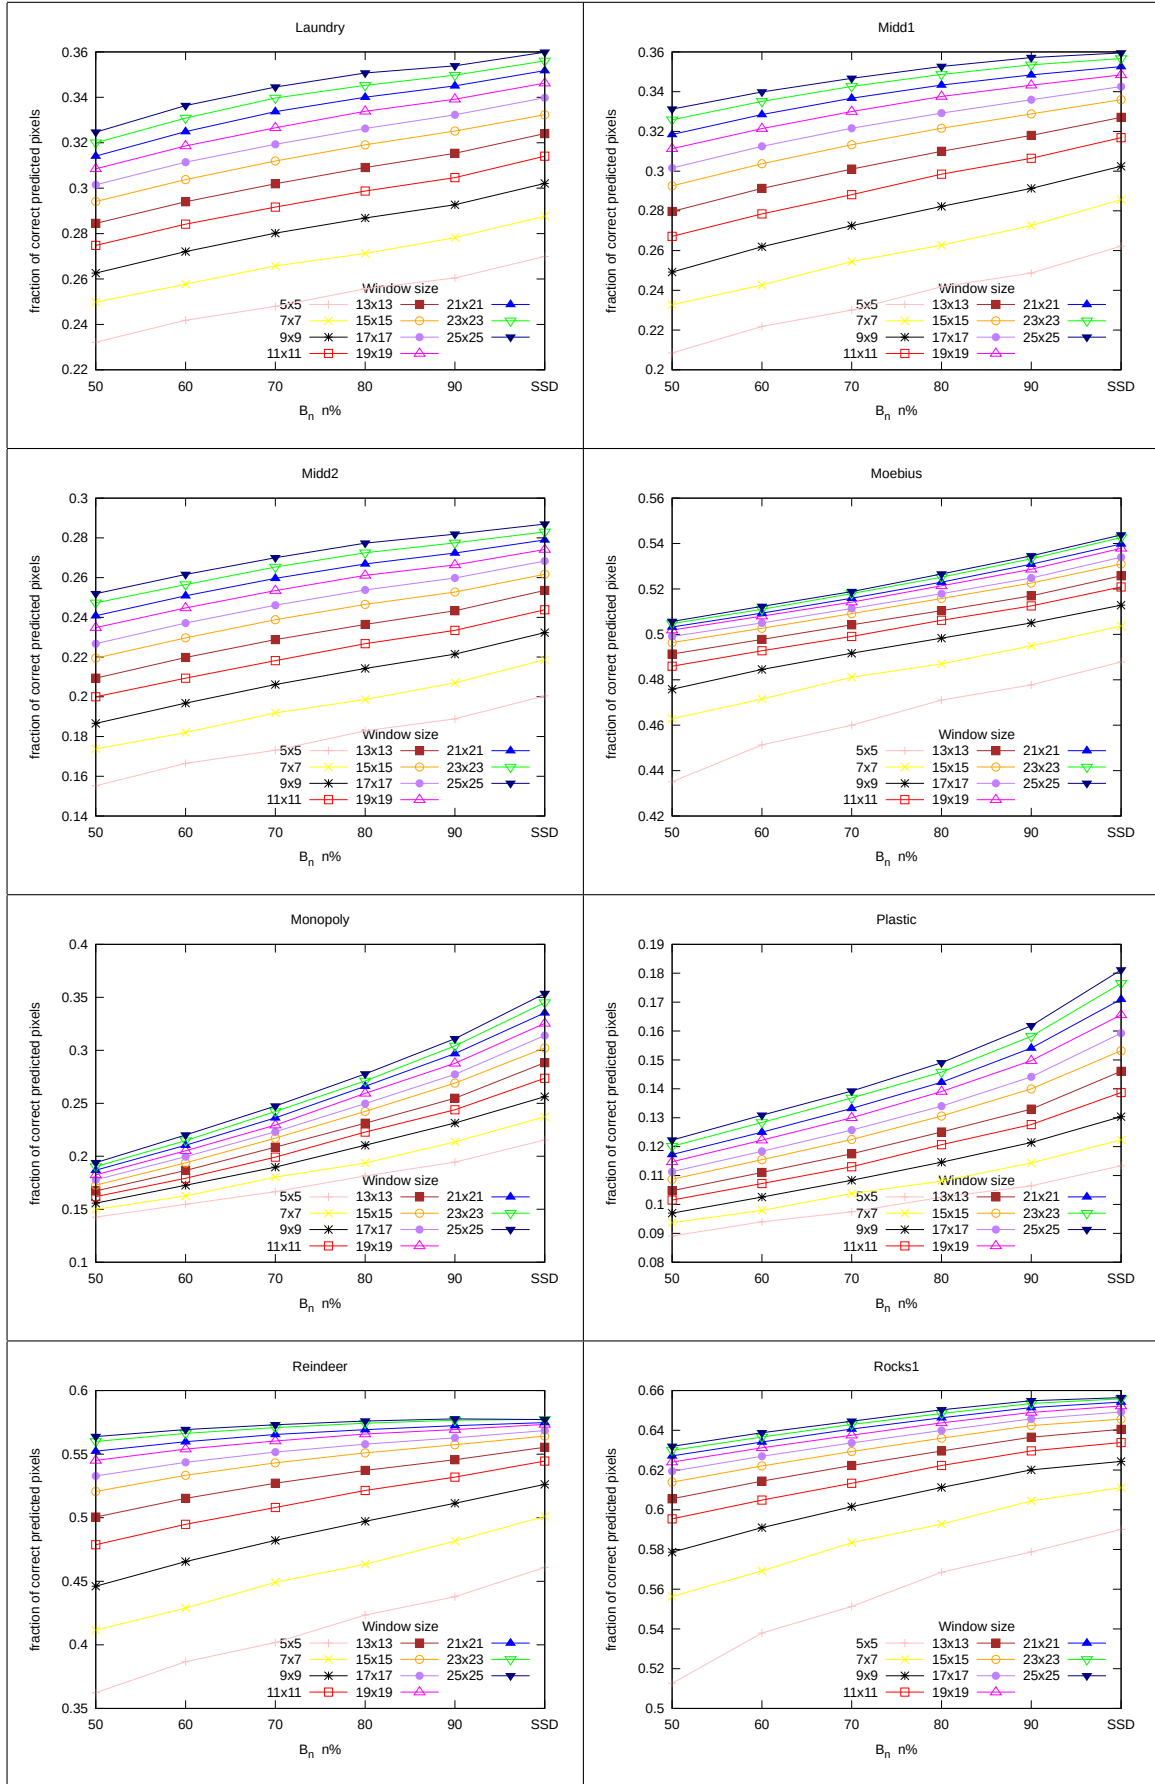 Laundry
fraction of correct predicted pixels
0.36
0.34
0.32
0.3
0.28
0.26
0.24
0.22
Window size
5x5 13x13 21x21
7x7 15x15 23x23
9x9 17x17 25x25
11x11 19x19
50 60 70 80 90 SSD
Bn n%
Midd1
fraction of correct predicted pixels
0.36
0.34
0.32
0.3
0.28
0.26
0.24
0.22
0.2
Window size
5x5 13x13 21x21
7x7 15x15 23x23
9x9 17x17 25x25
11x11 19x19
50 60 70 80 90 SSD
Bn n%
Midd2
fraction of correct predicted pixels
0.3
0.28
0.26
0.24
0.22
0.2
0.18
0.16
0.14
Window size
5x5 13x13 21x21
7x7 15x15 23x23
9x9 17x17 25x25
11x11 19x19
50 60 70 80 90 SSD
Bn n%
Moebius
fraction of correct predicted pixels
0.56
0.54
0.52
0.5
0.48
0.46
0.44
0.42
Window size
5x5 13x13 21x21
7x7 15x15 23x23
9x9 17x17 25x25
11x11 19x19
50 60 70 80 90 SSD
Bn n%
Monopoly
fraction of correct predicted pixels
0.4
0.35
0.3
0.25
0.2
0.15
0.1
Window size
5x5 13x13 21x21
7x7 15x15 23x23
9x9 17x17 25x25
11x11 19x19
50 60 70 80 90 SSD
Bn n%
Plastic
fraction of correct predicted pixels
0.19
0.18
0.17
0.16
0.15
0.14
0.13
0.12
0.11
0.1
0.09
0.08
Window size
5x5 13x13 21x21
7x7 15x15 23x23
9x9 17x17 25x25
11x11 19x19
50 60 70 80 90 SSD
Bn n%
Reindeer
fraction of correct predicted pixels
0.6
0.55
0.5
0.45
0.4
0.35
Window size
5x5 13x13 21x21
7x7 15x15 23x23
9x9 17x17 25x25
11x11 19x19
50 60 70 80 90 SSD
Bn n%
Rocks1
fraction of correct predicted pixels
0.66
0.64
0.62
0.6
0.58
0.56
0.54
0.52
0.5
Window size
5x5 13x13 21x21
7x7 15x15 23x23
9x9 17x17 25x25
11x11 19x19
50 60 70 80 90 SSD
Bn n%